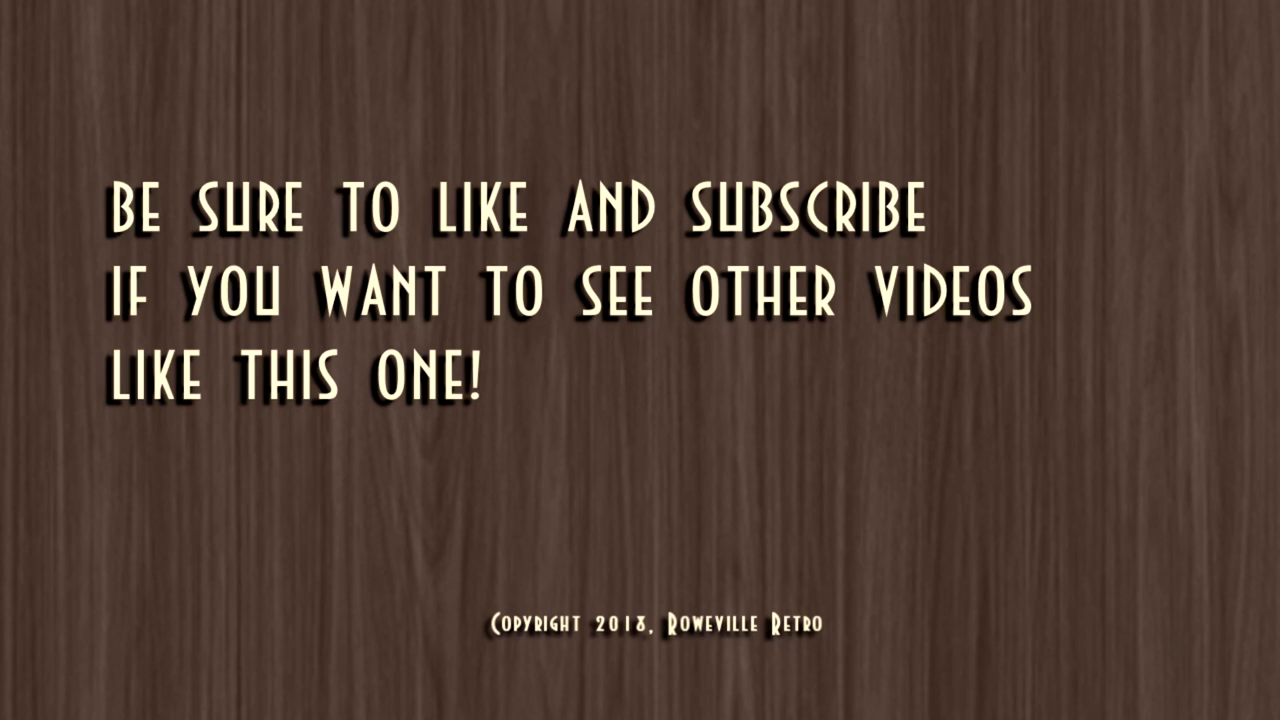 BE SURE TO LIKE AND SUBSCRIBE
IF YOU WANT TO SEE OTHER VIDEOS
LIKE THIS ONE!
Copyright 2018, Roweville Retro